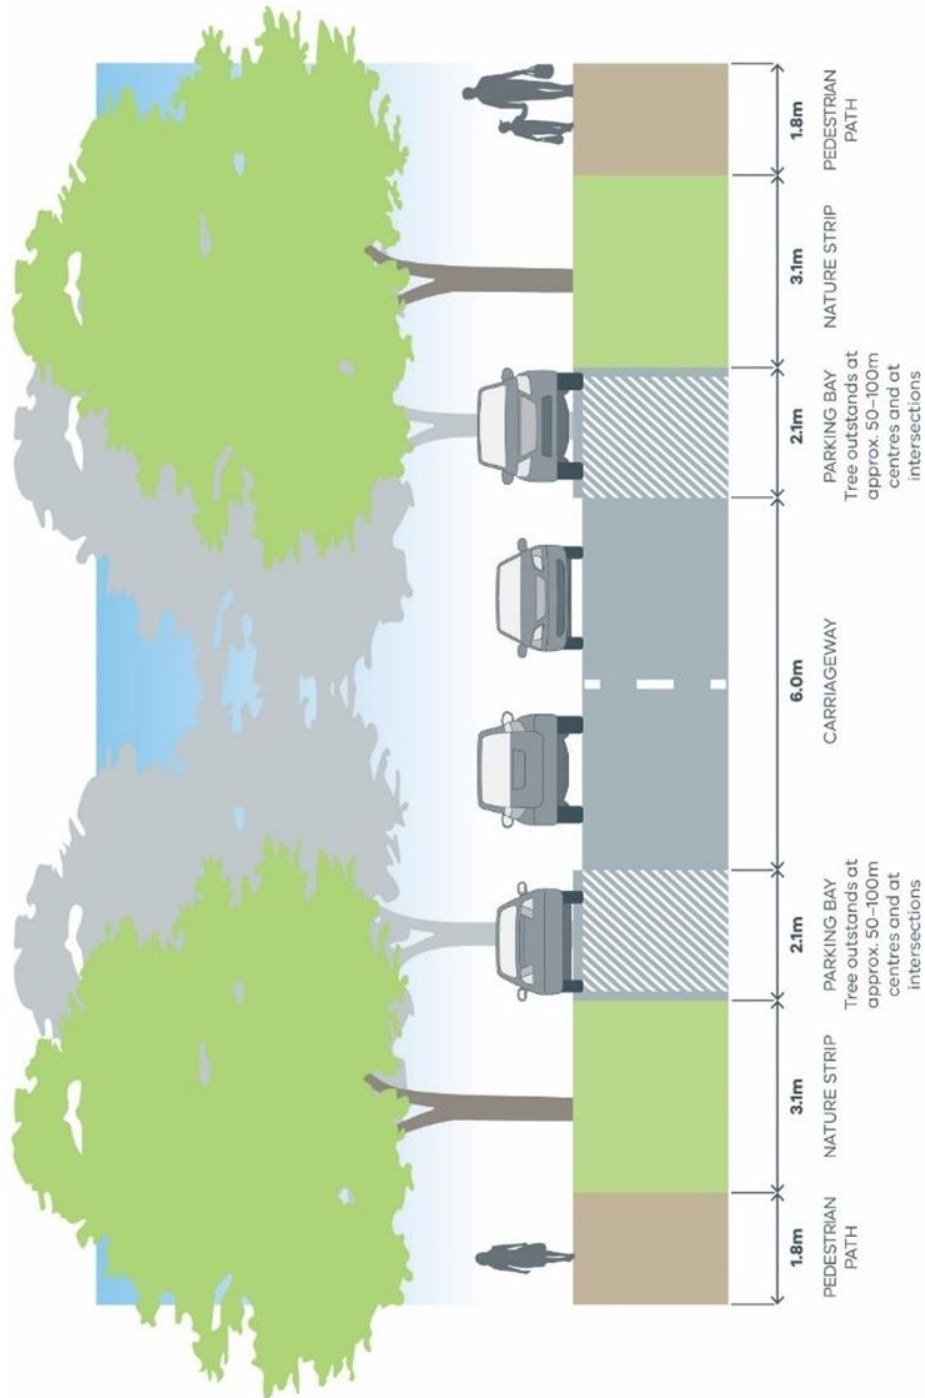 1.8m
PEDESTRIAN
PATH
3.1m
NATURE STRIP
2.1m
PARKING BAY
Tree outstands at
approx. 50–100m
centres and at
intersections
6.0m
CARRIAGEWAY
2.1m
PARKING BAY
Tree outstands at
approx. 50–100m
centres and at
intersections
3.1m
NATURE STRIP
1.8m
PEDESTRIAN
PATH